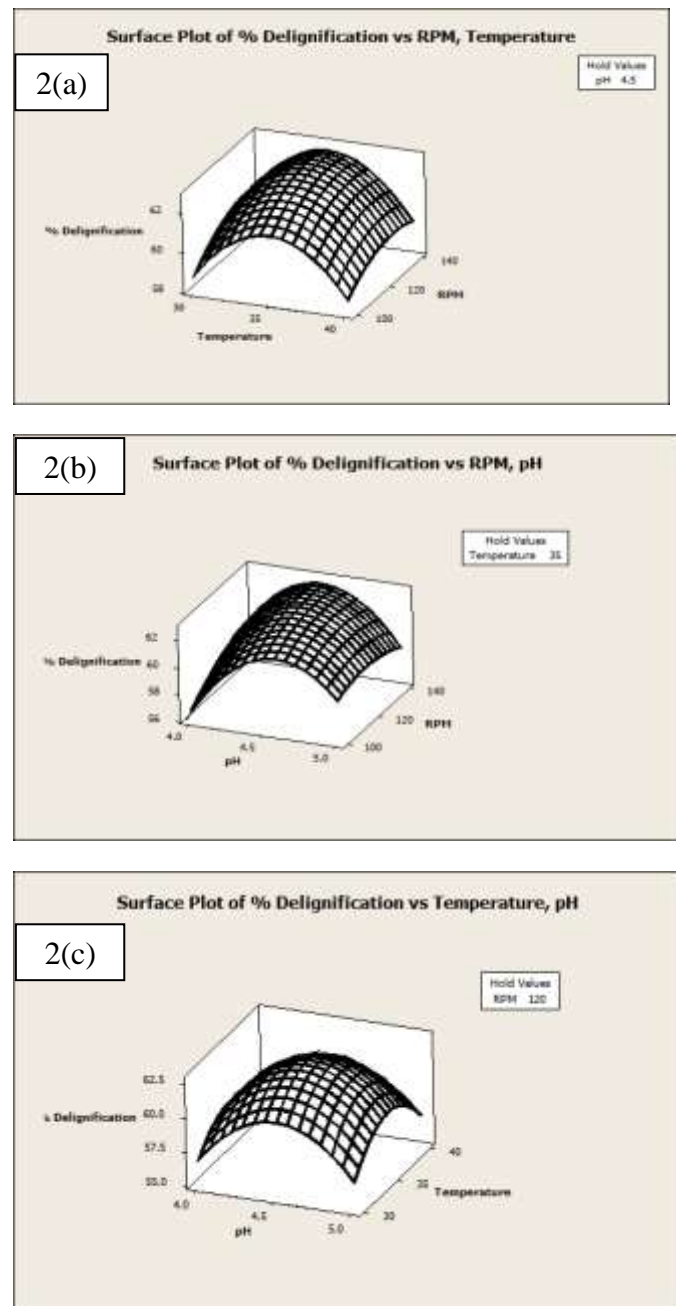 Surface Plot of % Delignification vs RPM, Temperature
2(a)
Hold Values
pH 4.5
62
60
58
% Delignification
30
35
40
Temperature
100
120
140
RPM
2(b)
Surface Plot of % Delignification vs RPM, pH
Hold Values
Temperature 35
62
60
58
56
% Delignification
4.0
4.5
5.0
pH
100
120
140
RPM
Surface Plot of % Delignification vs Temperature, pH
2(c)
Hold Values
RPM 120
62.5
60.0
57.5
55.0
% Delignification
4.0
4.5
5.0
pH
30
35
40
Temperature